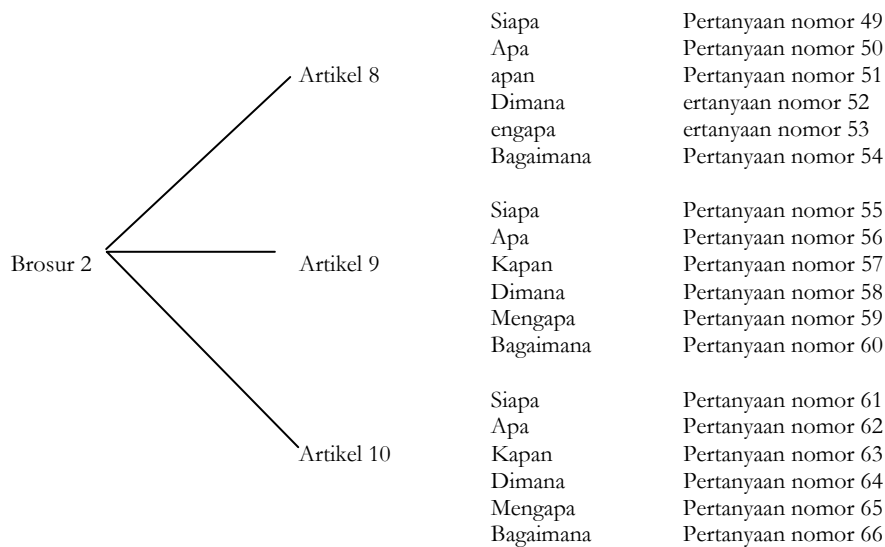 Siapa Pertanyaan nomor 49
Apa Pertanyaan nomor 50
Artikel 8
apan Pertanyaan nomor 51
Dimana ertanyaan nomor 52
engapa ertanyaan nomor 53
Bagaimana Pertanyaan nomor 54
Siapa Pertanyaan nomor 55
Apa Pertanyaan nomor 56
Brosur 2
Artikel 9
Kapan Pertanyaan nomor 57
Dimana Pertanyaan nomor 58
Mengapa Pertanyaan nomor 59
Bagaimana Pertanyaan nomor 60
Siapa Pertanyaan nomor 61
Apa Pertanyaan nomor 62
Artikel 10
Kapan Pertanyaan nomor 63
Dimana Pertanyaan nomor 64
Mengapa Pertanyaan nomor 65
Bagaimana Pertanyaan nomor 66